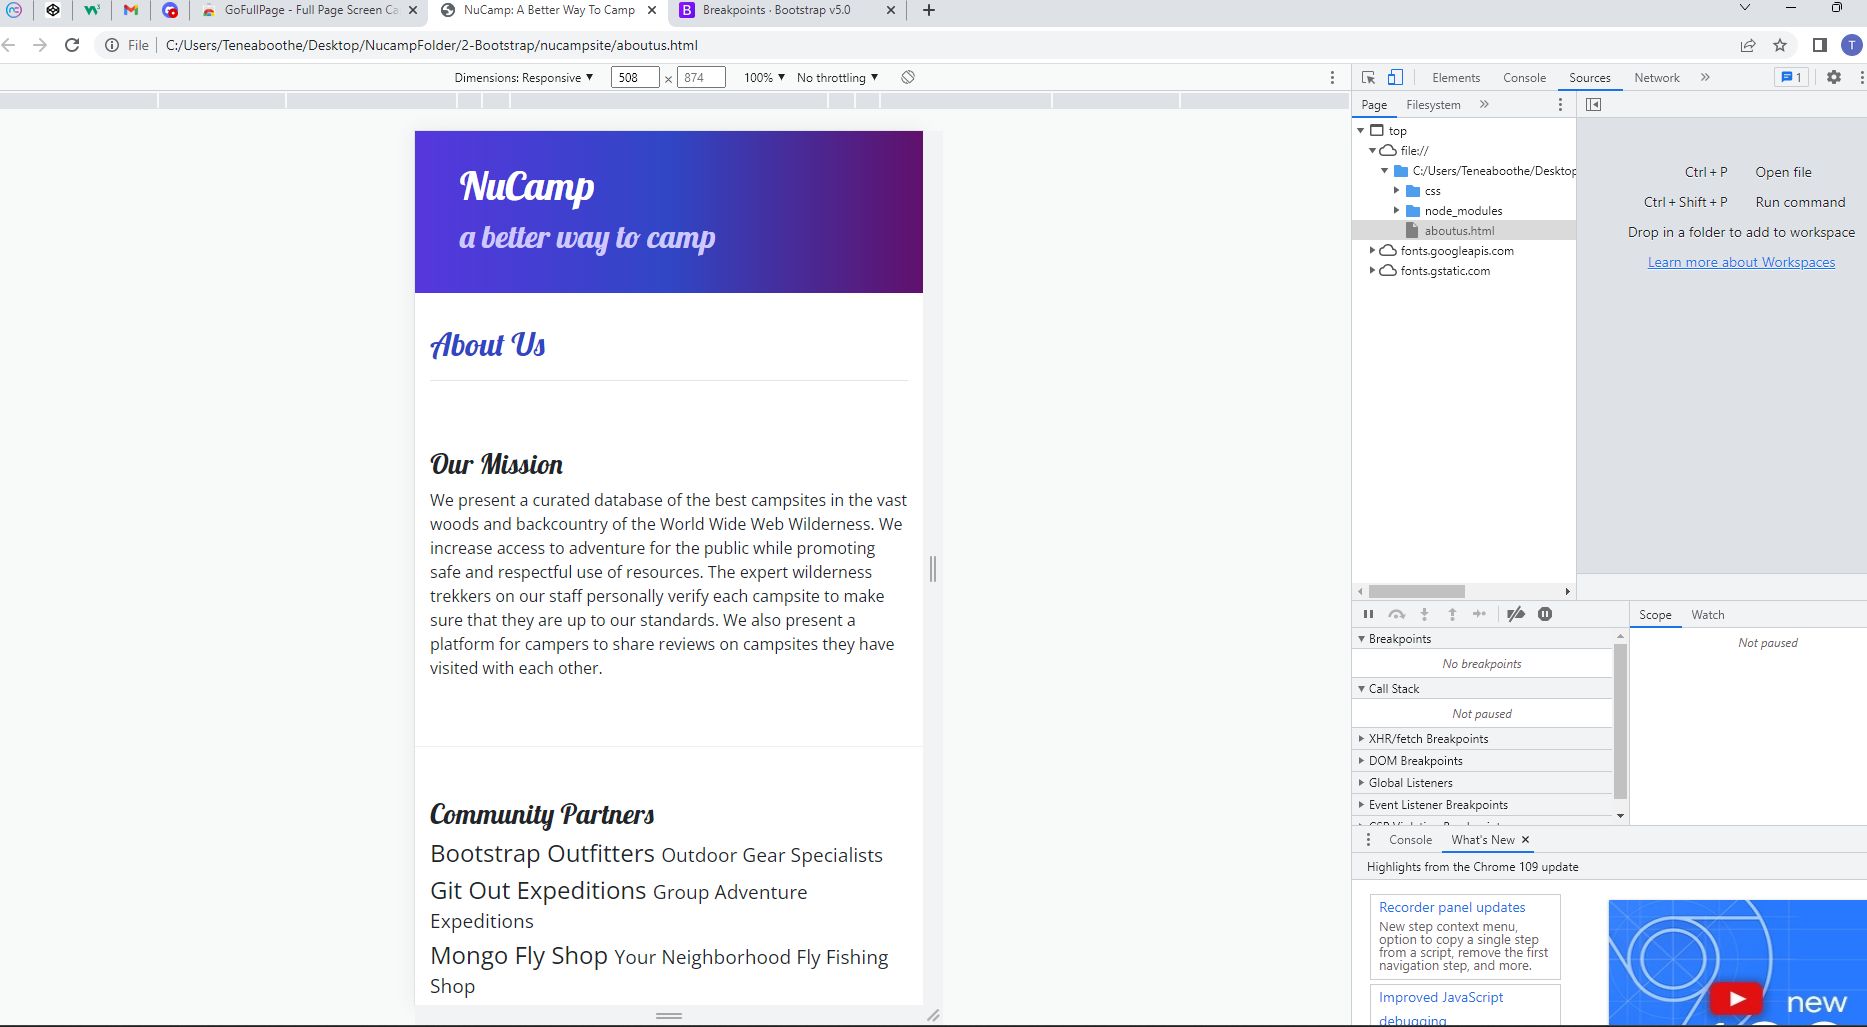 GoFullPage - Full Page Screen Ca
NuCamp: A Better Way To Camp
B Breakpoints · Bootstrap v5.0
File C:/Users/Teneaboothe/Desktop/NucampFolder/2-Bootstrap/nucampsite/aboutus.html
T
Dimensions: Responsive 508 × 874 100% No throttling
Elements Console Sources Network » 1
Page Filesystem »
top
file://
C:/Users/Teneaboothe/Desktop
css
node_modules
aboutus.html
fonts.googleapis.com
fonts.gstatic.com
Ctrl + P Open file
Ctrl + Shift + P Run command
Drop in a folder to add to workspace
Learn more about Workspaces
NuCamp
a better way to camp
About Us
Our Mission
We present a curated database of the best campsites in the vast
woods and backcountry of the World Wide Web Wilderness. We
increase access to adventure for the public while promoting
safe and respectful use of resources. The expert wilderness
trekkers on our staff personally verify each campsite to make
sure that they are up to our standards. We also present a
platform for campers to share reviews on campsites they have
visited with each other.
Community Partners
Bootstrap Outfitters Outdoor Gear Specialists
Git Out Expeditions Group Adventure
Expeditions
Mongo Fly Shop Your Neighborhood Fly Fishing
Shop
Scope Watch
Not paused
Breakpoints
No breakpoints
Call Stack
Not paused
XHR/fetch Breakpoints
DOM Breakpoints
Global Listeners
Event Listener Breakpoints
Console What's New
Highlights from the Chrome 109 update
Recorder panel updates
New step context menu,
option to copy a single step
from a script, remove the first
navigation step, and more.
Improved JavaScript
debugging
new